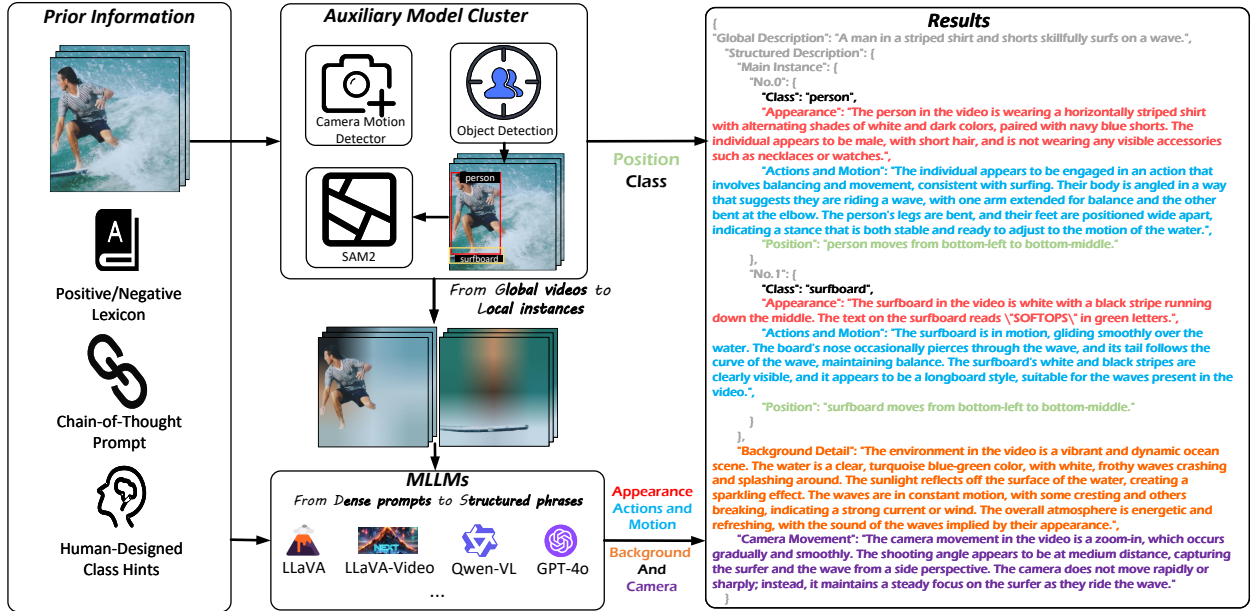 Prior Information
Positive/Negative
Lexicon
Chain-of-Thought
Prompt
Human-Designed
Class Hints
Auxiliary Model Cluster
Camera Motion
Detector
Object Detection
SAM2
person
surfboard
From Global videos to
Local instances
MLLMs
From Dense prompts to Structured phrases
LLaVA
NEXT
LLaVA-Video
Qwen-VL
GPT-4o
...
Position
Class
Appearance
Actions and
Motion
Background
And
Camera
Results
{
"Global Description": "A man in a striped shirt and shorts skillfully surfs on a wave.",
"Structured Description": {
"Main Instance": {
"No.0": {
"Class": "person",
"Appearance": "The person in the video is wearing a horizontally striped shirt
with alternating shades of white and dark colors, paired with navy blue shorts. The
individual appears to be male, with short hair, and is not wearing any visible accessories
such as necklaces or watches.",
"Actions and Motion": "The individual appears to be engaged in an action that
involves balancing and movement, consistent with surfing. Their body is angled in a way
that suggests they are riding a wave, with one arm extended for balance and the other
bent at the elbow. The person's legs are bent, and their feet are positioned wide apart,
indicating a stance that is both stable and ready to adjust to the motion of the water.",
"Position": "person moves from bottom-left to bottom-middle."
},
"No.1": {
"Class": "surfboard",
"Appearance": "The surfboard in the video is white with a black stripe running
down the middle. The text on the surfboard reads \"SOFTOPS\" in green letters.",
"Actions and Motion": "The surfboard is in motion, gliding smoothly over the
water. The board's nose occasionally pierces through the wave, and its tail follows the
curve of the wave, maintaining balance. The surfboard's white and black stripes are
clearly visible, and it appears to be a longboard style, suitable for the waves present in the
video.",
"Position": "surfboard moves from bottom-left to bottom-middle."
}
},
"Background Detail": "The environment in the video is a vibrant and dynamic ocean
scene. The water is a clear, turquoise blue-green color, with white, frothy waves crashing
and splashing around. The sunlight reflects off the surface of the water, creating a
sparkling effect. The waves are in constant motion, with some cresting and others
breaking, indicating a strong current or wind. The overall atmosphere is energetic and
refreshing, with the sound of the waves implied by their appearance.",
"Camera Movement": "The camera movement in the video is a zoom-in, which occurs
gradually and smoothly. The shooting angle appears to be at medium distance, capturing
the surfer and the wave from a side perspective. The camera does not move rapidly or
sharply; instead, it maintains a steady focus on the surfer as they ride the wave."
}